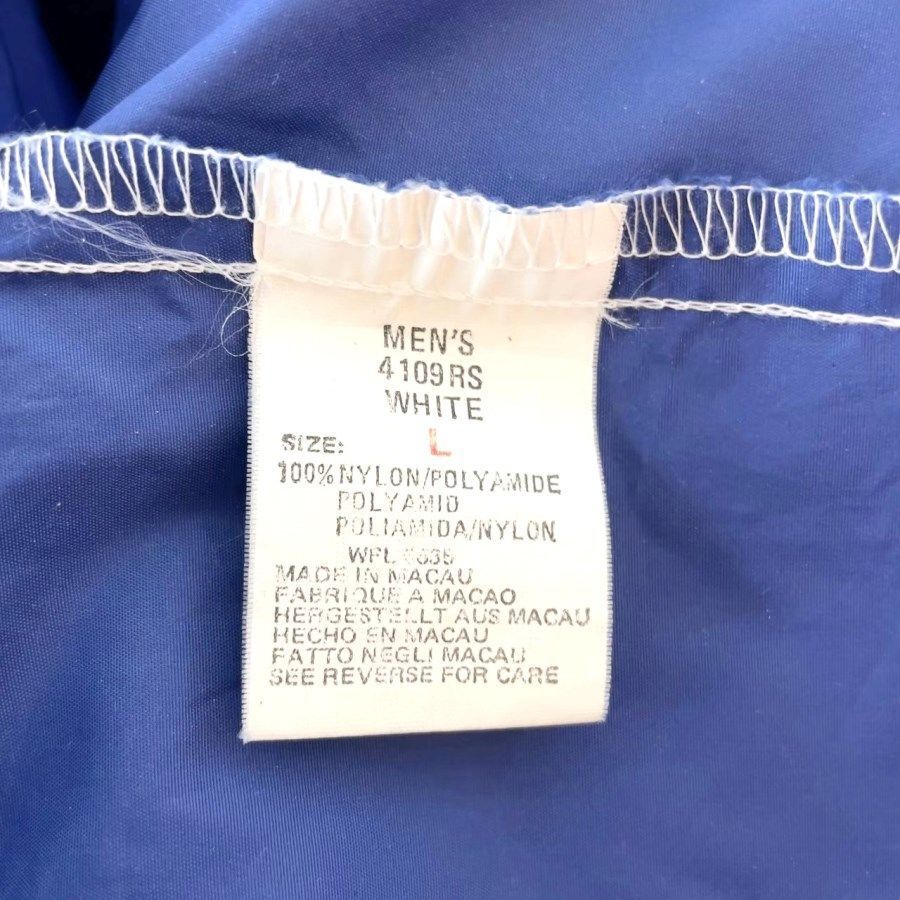 MEN'S
4109RS
WHITE
SIZE: L
100% NYLON/POLYAMIDE
POLYAMID
POLIAMIDA/NYLON
WPL
MADE IN MACAU
FABRIQUE A MACAO
HERGESTELLT AUS MACAU
HECHO EN MACAU
FATTO NEGLI MACAU
SEE REVERSE FOR CARE